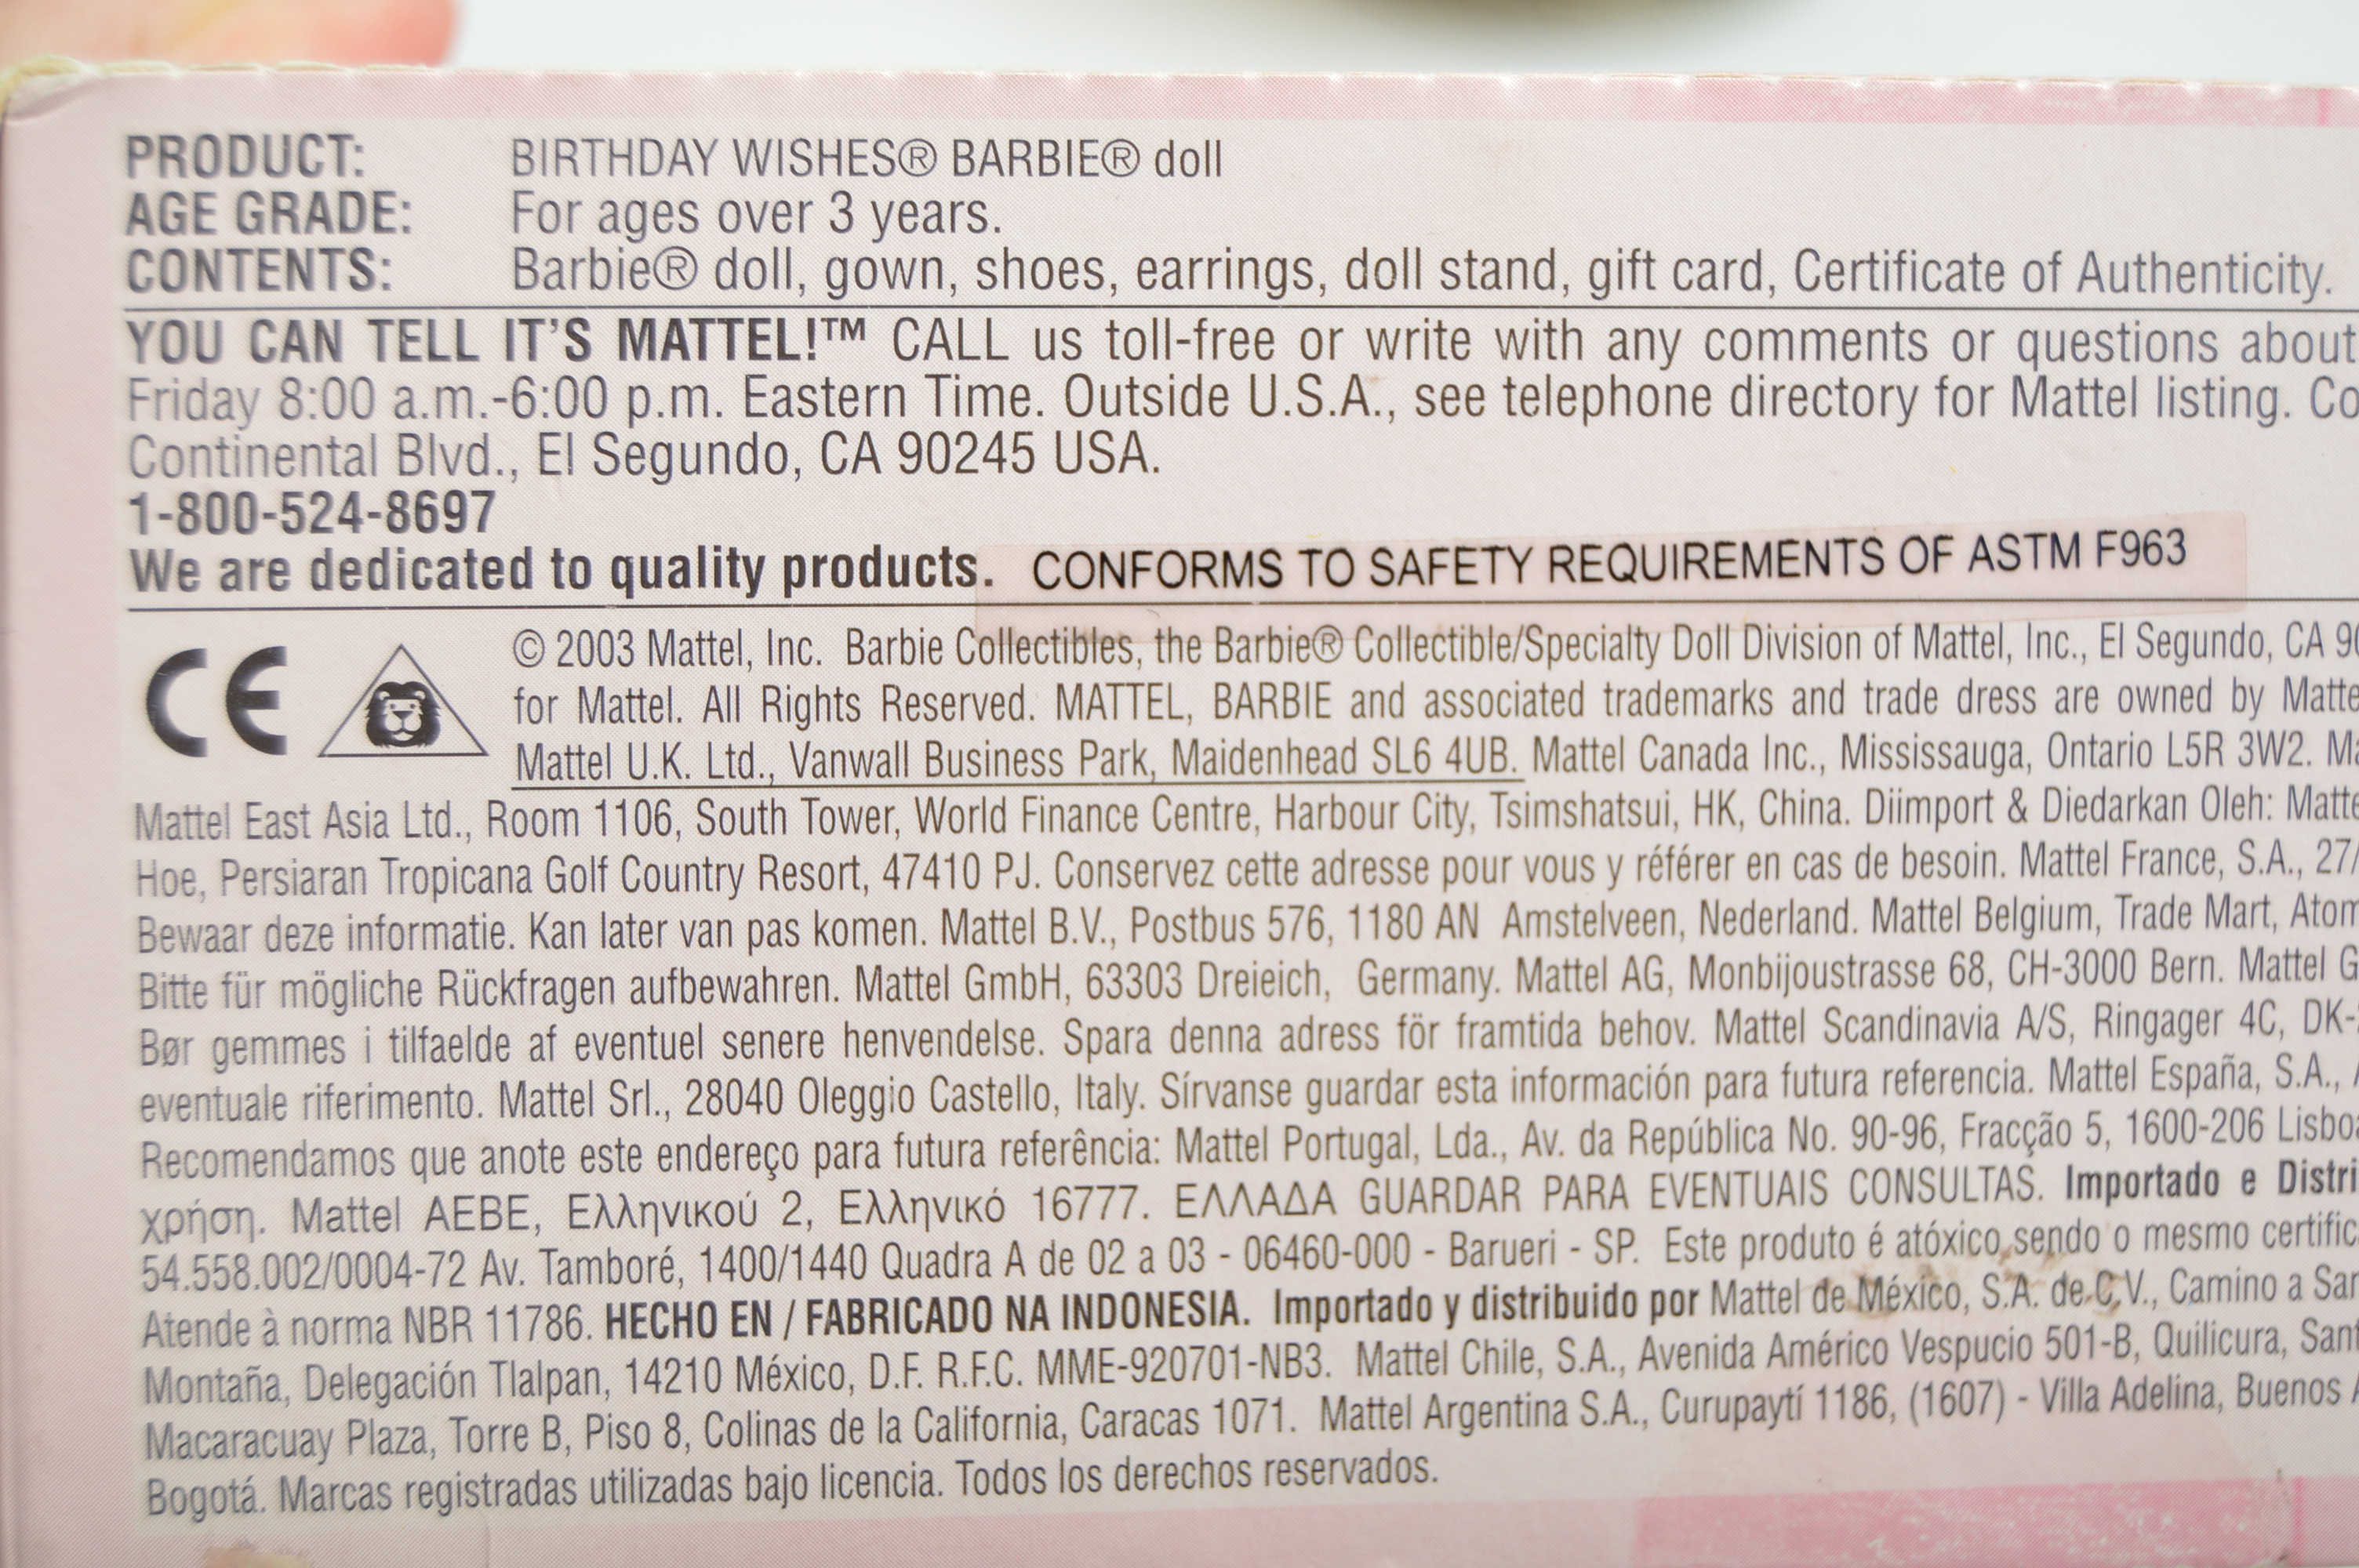 PRODUCT: BIRTHDAY WISHES® BARBIE® doll
AGE GRADE: For ages over 3 years.
CONTENTS: Barbie® doll, gown, shoes, earrings, doll stand, gift card, Certificate of Authenticity.
YOU CAN TELL IT'S MATTEL!™ CALL us toll-free or write with any comments or questions about
Friday 8:00 a.m.-6:00 p.m. Eastern Time. Outside U.S.A., see telephone directory for Mattel listing.
Continental Blvd., El Segundo, CA 90245 USA.
1-800-524-8697
We are dedicated to quality products. CONFORMS TO SAFETY REQUIREMENTS OF ASTM F963
CE
© 2003 Mattel, Inc. Barbie Collectibles, the Barbie® Collectible/Specialty Doll Division of Mattel, Inc., El Segundo, CA
for Mattel. All Rights Reserved. MATTEL, BARBIE and associated trademarks and trade dress are owned by
Mattel U.K. Ltd., Vanwall Business Park, Maidenhead SL6 4UB. Mattel Canada Inc., Mississauga, Ontario L5R 3W2.
Mattel East Asia Ltd., Room 1106, South Tower, World Finance Centre, Harbour City, Tsimshatsui, HK, China. Diimport & Diedarkan Oleh:
Hoe, Persiaran Tropicana Golf Country Resort, 47410 PJ. Conservez cette adresse pour vous y référer en cas de besoin. Mattel France, S.A., 27/
Bewaar deze informatie. Kan later van pas komen. Mattel B.V., Postbus 576, 1180 AN Amstelveen, Nederland. Mattel Belgium, Trade Mart,
Bitte für mögliche Rückfragen aufbewahren. Mattel GmbH, 63303 Dreieich, Germany. Mattel AG, Monbijoustrasse 68, CH-3000 Bern. Mattel
Bør gemmes i tilfaelde af eventuel senere henvendelse. Spara denna adress för framtida behov. Mattel Scandinavia A/S, Ringager 4C, DK-
eventuale riferimento. Mattel Srl., 28040 Oleggio Castello, Italy. Sírvanse guardar esta información para futura referencia. Mattel España, S.A.,
Recomendamos que anote este endereço para futura referência: Mattel Portugal, Lda., Av. da República No. 90-96, Fracção 5, 1600-206
χρήση. Mattel AEBE, Ελληνικού 2, Ελληνικό 16777. ΕΛΛΑΔΑ GUARDAR PARA EVENTUAIS CONSULTAS. Importado e
54.558.002/0004-72 Av. Tamboré, 1400/1440 Quadra A de 02 a 03 - 06460-000 - Barueri - SP. Este produto é atóxico sendo o mesmo
Atende à norma NBR 11786. HECHO EN / FABRICADO NA INDONESIA. Importado y distribuido por Mattel de México, S.A. de C.V., Camino a
Montaña, Delegación Tlalpan, 14210 México, D.F. R.F.C. MME-920701-NB3. Mattel Chile, S.A., Avenida Américo Vespucio 501-B, Quilicura,
Macaracuay Plaza, Torre B, Piso 8, Colinas de la California, Caracas 1071. Mattel Argentina S.A., Curupaytí 1186, (1607) - Villa Adelina, Buenos
Bogotá. Marcas registradas utilizadas bajo licencia. Todos los derechos reservados.